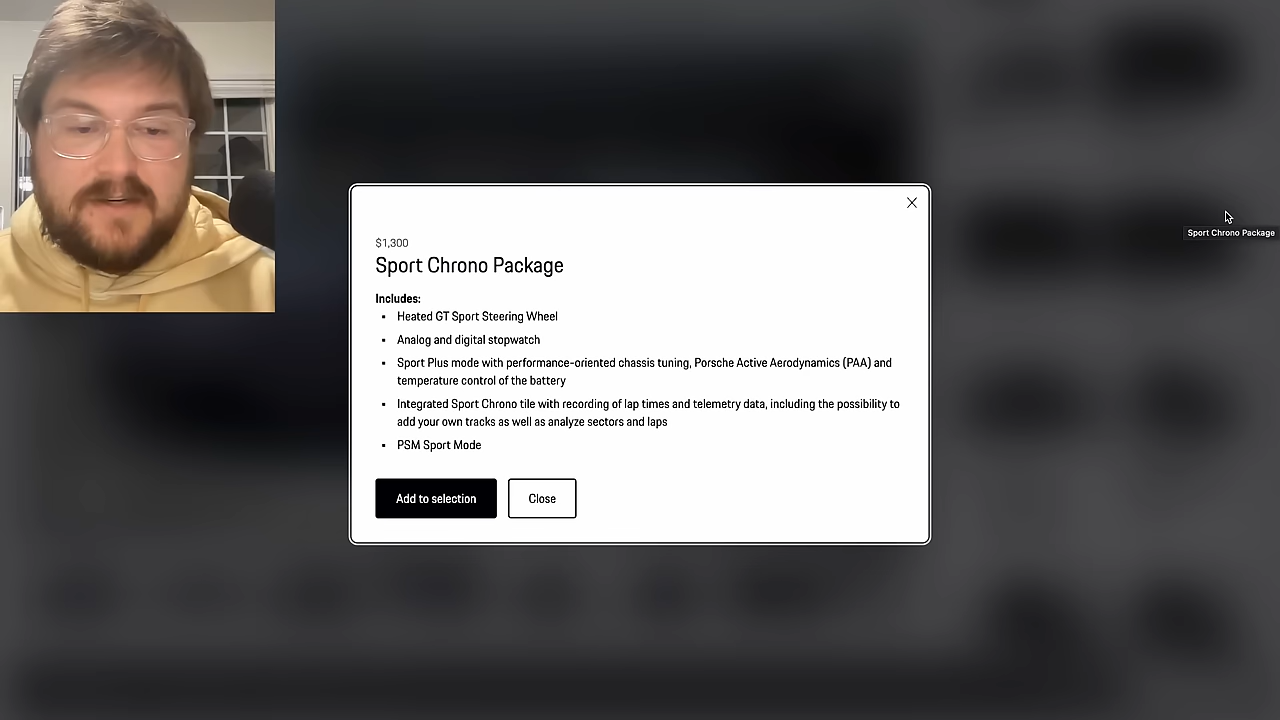 $1,300
Sport Chrono Package
Includes:
▪ Heated GT Sport Steering Wheel
▪ Analog and digital stopwatch
▪ Sport Plus mode with performance-oriented chassis tuning, Porsche Active Aerodynamics (PAA) and
temperature control of the battery
▪ Integrated Sport Chrono tile with recording of lap times and telemetry data, including the possibility to
add your own tracks as well as analyze sectors and laps
▪ PSM Sport Mode
Add to selection
Close
Sport Chrono Package